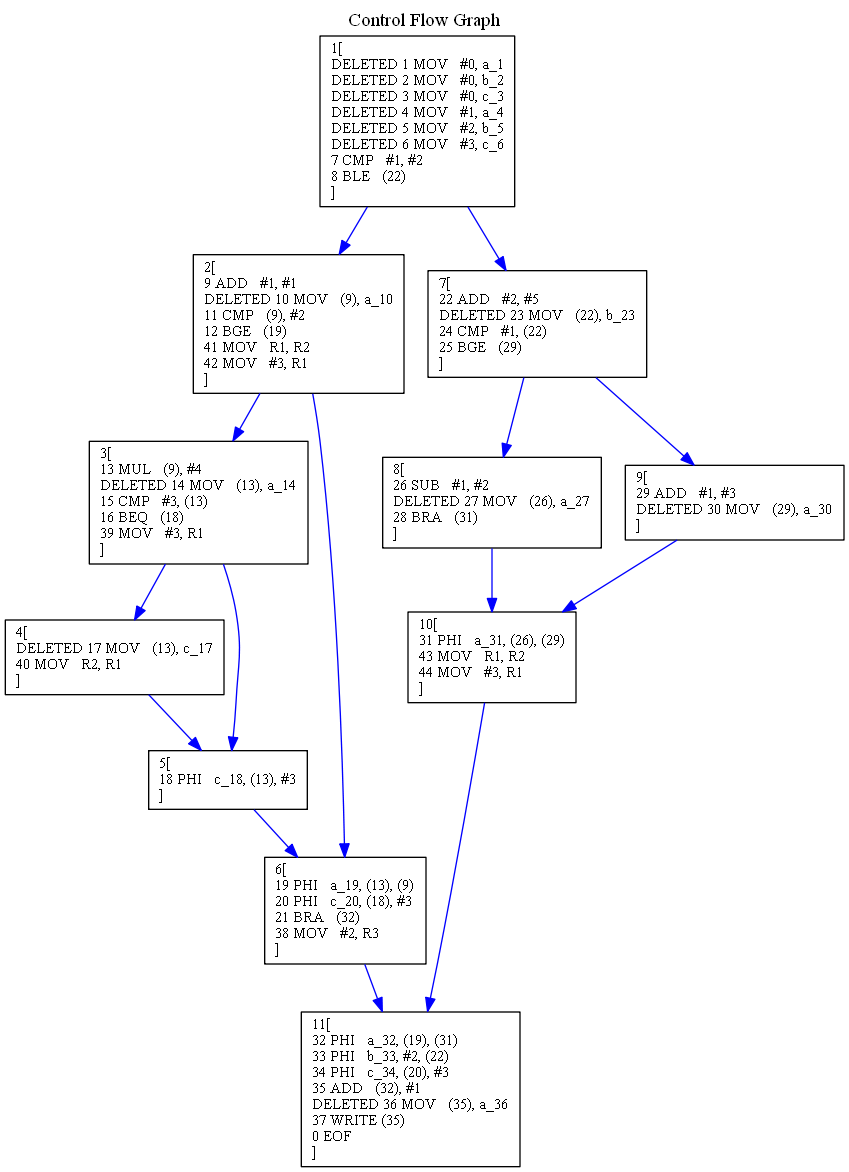 Control Flow Graph
1[
DELETED 1 MOV #0, a_1
DELETED 2 MOV #0, b_2
DELETED 3 MOV #0, c_3
DELETED 4 MOV #1, a_4
DELETED 5 MOV #2, b_5
DELETED 6 MOV #3, c_6
7 CMP #1, #2
8 BLE (22)
]
2[
9 ADD #1, #1
DELETED 10 MOV (9), a_10
11 CMP (9), #2
12 BGE (19)
41 MOV R1, R2
42 MOV #3, R1
]
7[
22 ADD #2, #5
DELETED 23 MOV (22), b_23
24 CMP #1, (22)
25 BGE (29)
]
3[
13 MUL (9), #4
DELETED 14 MOV (13), a_14
15 CMP #3, (13)
16 BEQ (18)
39 MOV #3, R1
]
8[
26 SUB #1, #2
DELETED 27 MOV (26), a_27
28 BRA (31)
]
9[
29 ADD #1, #3
DELETED 30 MOV (29), a_30
]
4[
DELETED 17 MOV (13), c_17
40 MOV R2, R1
]
10[
31 PHI a_31, (26), (29)
43 MOV R1, R2
44 MOV #3, R1
]
5[
18 PHI c_18, (13), #3
]
6[
19 PHI a_19, (13), (9)
20 PHI c_20, (18), #3
21 BRA (32)
38 MOV #2, R3
]
11[
32 PHI a_32, (19), (31)
33 PHI b_33, #2, (22)
34 PHI c_34, (20), #3
35 ADD (32), #1
DELETED 36 MOV (35), a_36
37 WRITE (35)
0 EOF
]